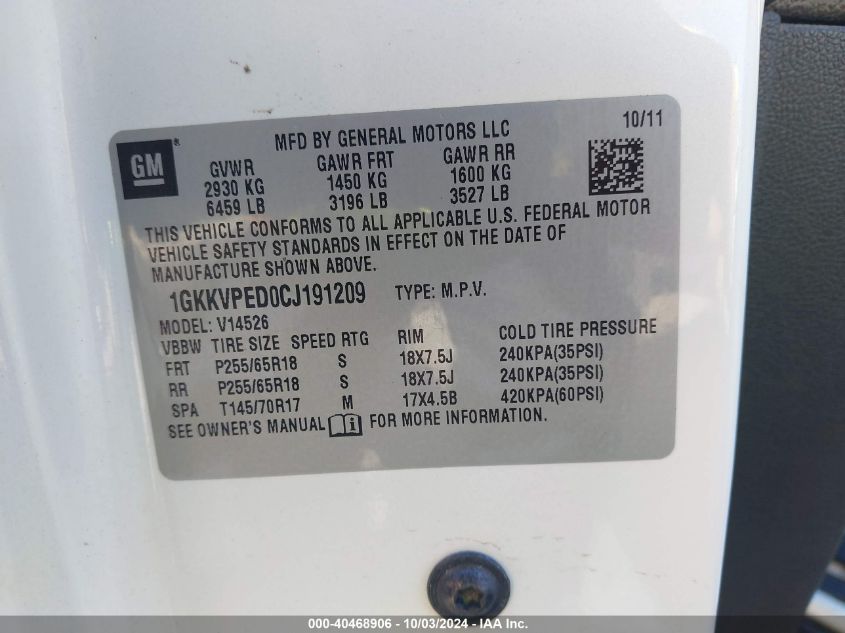 GM ®
MFD BY GENERAL MOTORS LLC
10/11
GVWR GAWR FRT GAWR RR
2930 KG 1450 KG 1600 KG
6459 LB 3196 LB 3527 LB
THIS VEHICLE CONFORMS TO ALL APPLICABLE U.S. FEDERAL MOTOR
VEHICLE SAFETY STANDARDS IN EFFECT ON THE DATE OF
MANUFACTURE SHOWN ABOVE.
1GKKVPED0CJ191209 TYPE: M.P.V.
MODEL: V14526
VBBW TIRE SIZE SPEED RTG RIM COLD TIRE PRESSURE
FRT P255/65R18 S 18X7.5J 240KPA(35PSI)
RR P255/65R18 S 18X7.5J 240KPA(35PSI)
SPA T145/70R17 M 17X4.5B 420KPA(60PSI)
SEE OWNER'S MANUAL i FOR MORE INFORMATION.
000-40468906 - 10/03/2024 - IAA Inc.